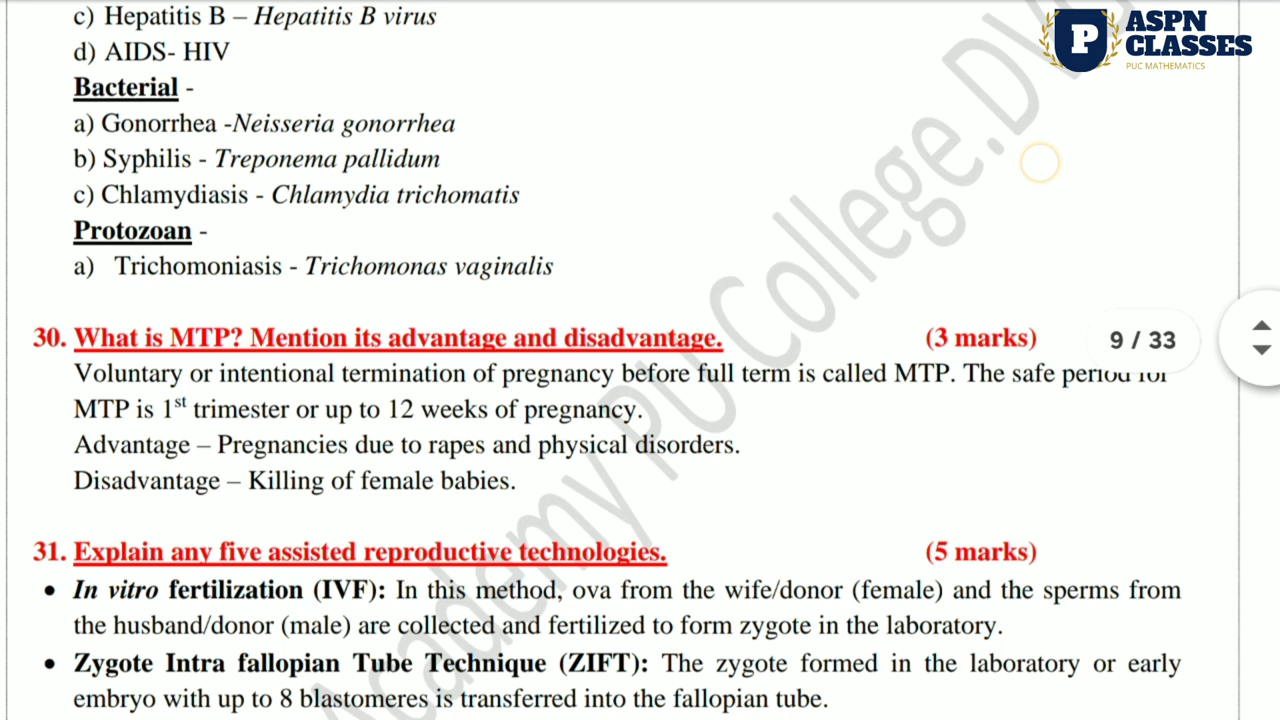 c) Hepatitis B – Hepatitis B virus
d) AIDS- HIV
Bacterial -
a) Gonorrhea -Neisseria gonorrhea
b) Syphilis - Treponema pallidum
c) Chlamydiasis - Chlamydia trichomatis
Protozoan -
a) Trichomoniasis - Trichomonas vaginalis
30. What is MTP? Mention its advantage and disadvantage. (3 marks)
Voluntary or intentional termination of pregnancy before full term is called MTP. The safe period for
MTP is 1st trimester or up to 12 weeks of pregnancy.
Advantage – Pregnancies due to rapes and physical disorders.
Disadvantage – Killing of female babies.
31. Explain any five assisted reproductive technologies. (5 marks)
• In vitro fertilization (IVF): In this method, ova from the wife/donor (female) and the sperms from
the husband/donor (male) are collected and fertilized to form zygote in the laboratory.
• Zygote Intra fallopian Tube Technique (ZIFT): The zygote formed in the laboratory or early
embryo with up to 8 blastomeres is transferred into the fallopian tube.
P
ASPN
CLASSES
PUC MATHEMATICS
9 / 33
Academy PU College.